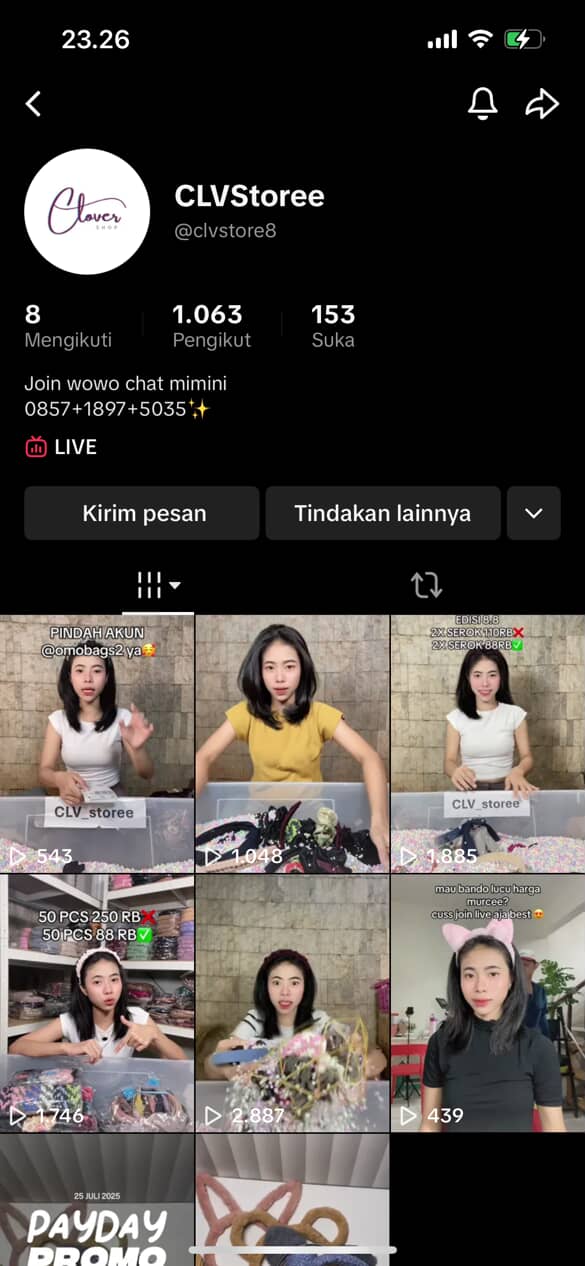 23.26
Clover
SHOP
CLVStoree
@clvstore8
8
Mengikuti
1.063
Pengikut
153
Suka
Join wowo chat mimini
0857+1897+5035✨
LIVE
Kirim pesan
Tindakan lainnya
PINDAH AKUN
@omobags2 ya🥰
CLV_storee
543
1.048
EDISI 8.8
2X SEROK 110RB❌
2X SEROK 88RB✅
CLV_storee
1.885
50 PCS 250 RB❌
50 PCS 88 RB✅
1.746
2.887
mau bando lucu harga
murcee?
cuss join live aja best😍
439
25 JULI 2025
PAYDAY
PROMO